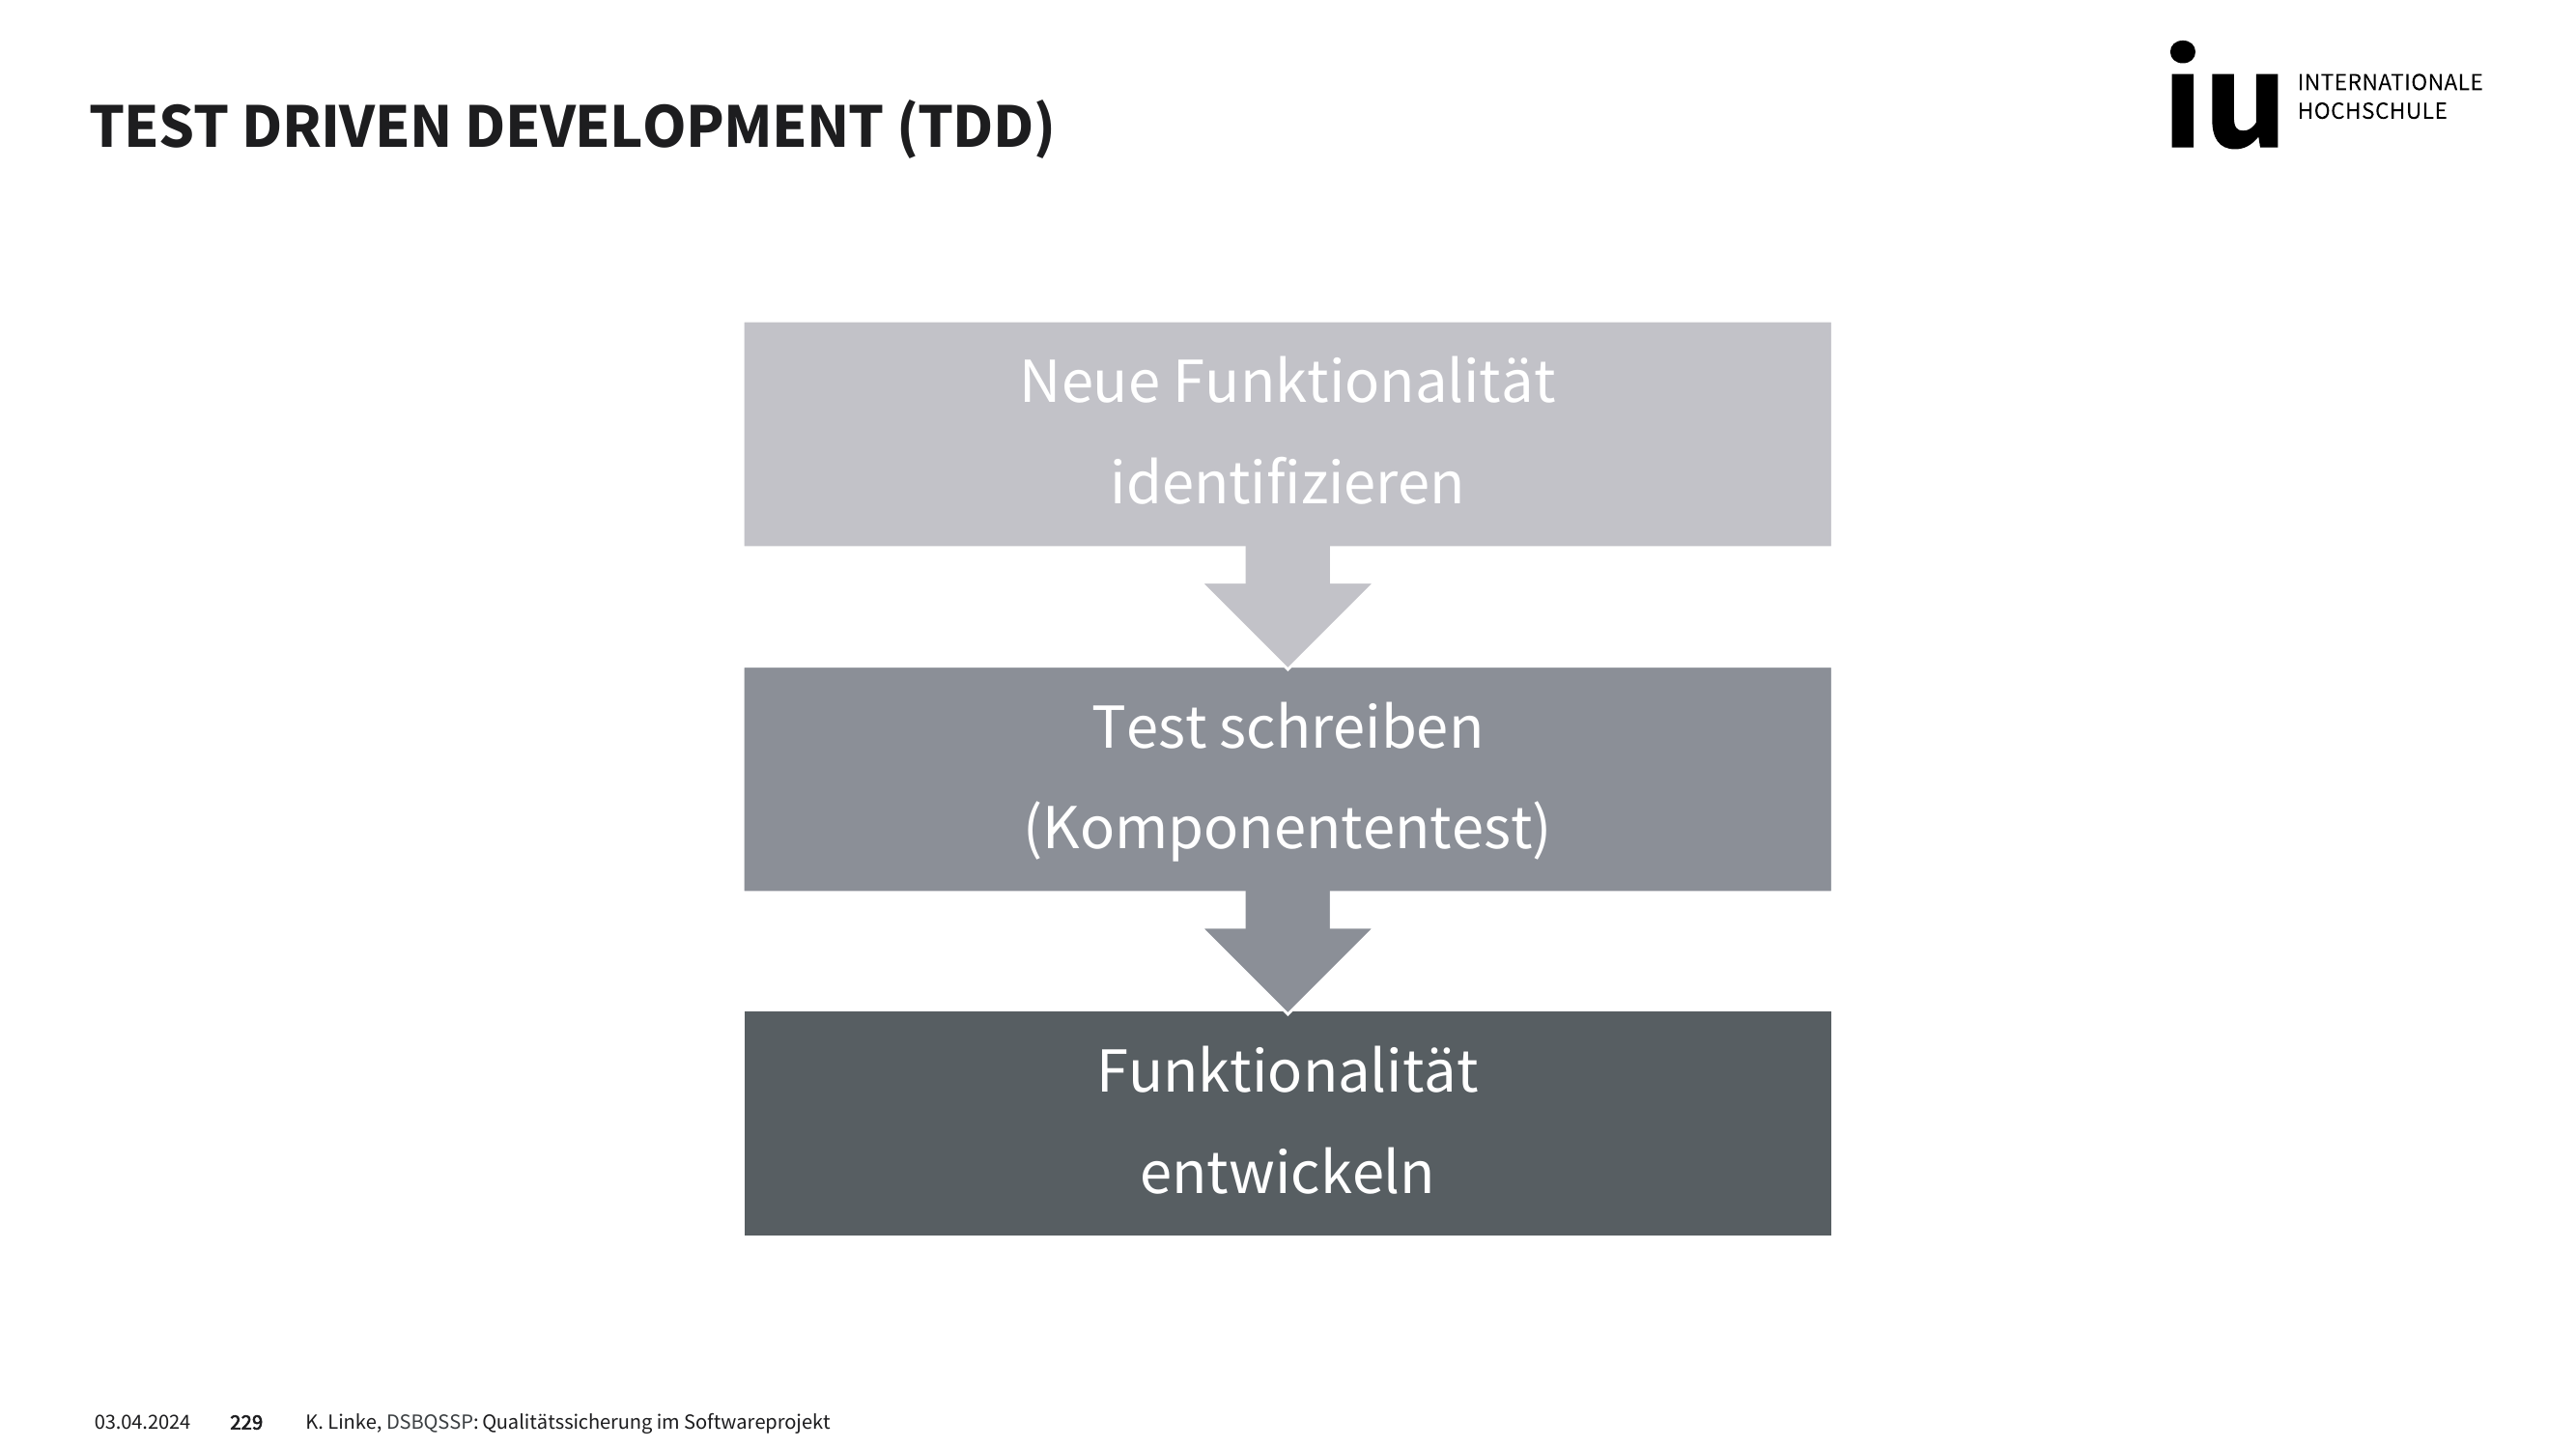 TEST DRIVEN DEVELOPMENT (TDD)
iu INTERNATIONALE
HOCHSCHULE
Neue Funktionalität
identifizieren
Test schreiben
(Komponententest)
Funktionalität
entwickeln
03.04.2024 229 K. Linke, DSBQSSP: Qualitätssicherung im Softwareprojekt